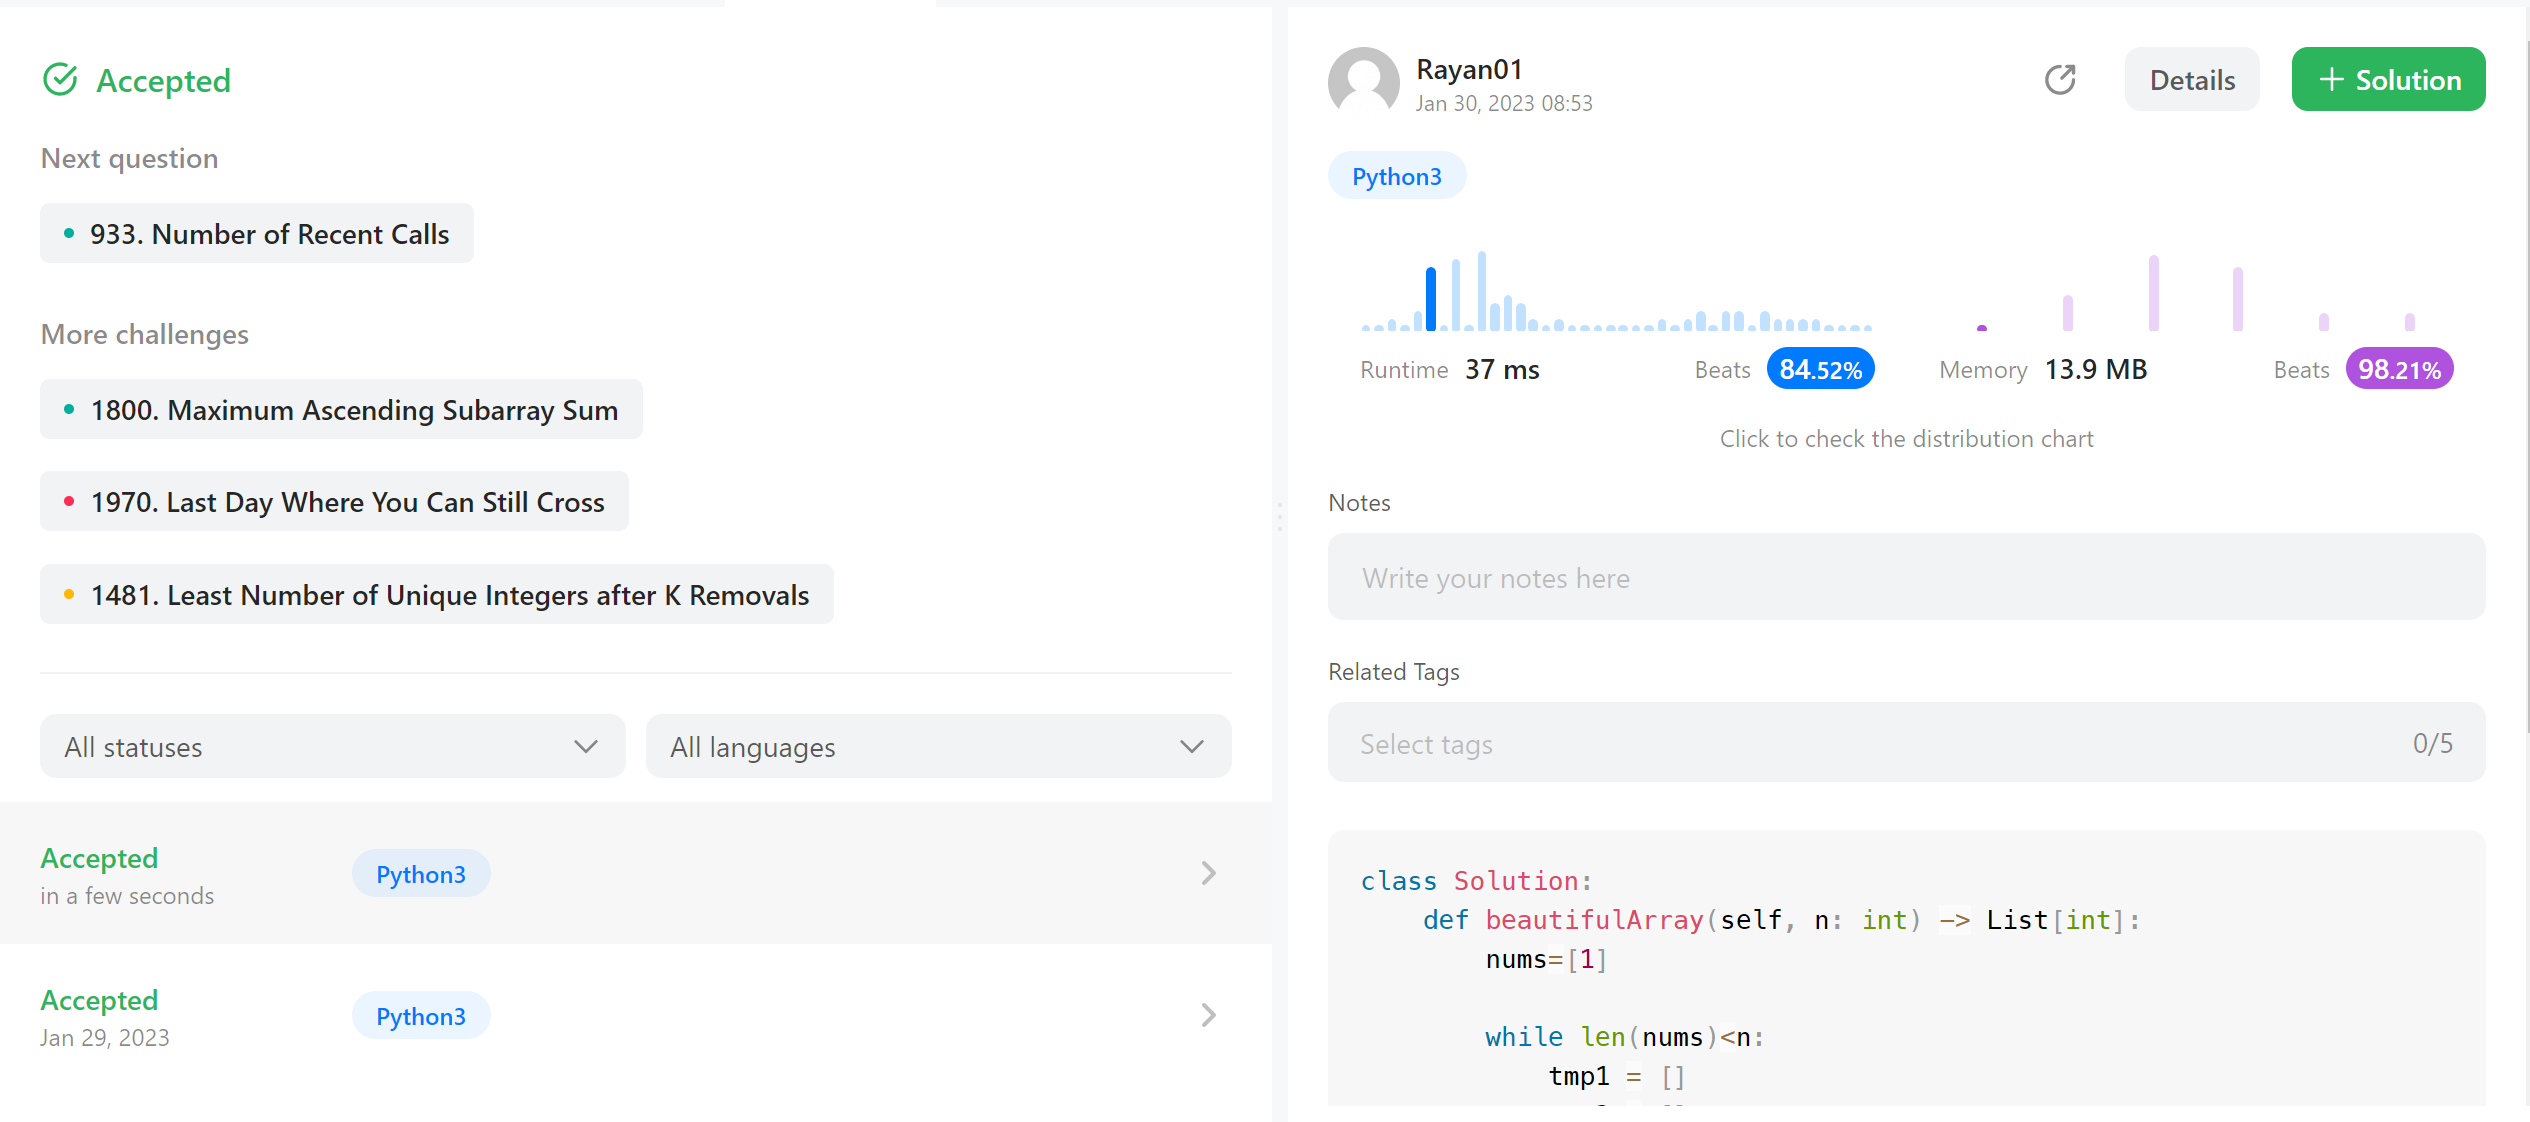 Accepted
Next question
933. Number of Recent Calls
More challenges
1800. Maximum Ascending Subarray Sum
1970. Last Day Where You Can Still Cross
1481. Least Number of Unique Integers after K Removals
All statuses
All languages
Accepted
in a few seconds
Python3
Accepted
Jan 29, 2023
Python3
Rayan01
Jan 30, 2023 08:53
Details
+ Solution
Python3
Runtime 37 ms
Beats 84.52%
Memory 13.9 MB
Beats 98.21%
Click to check the distribution chart
Notes
Write your notes here
Related Tags
Select tags
0/5
class Solution:
    def beautifulArray(self, n: int) -> List[int]:
        nums=[1]
        while len(nums)<n:
            tmp1 = []